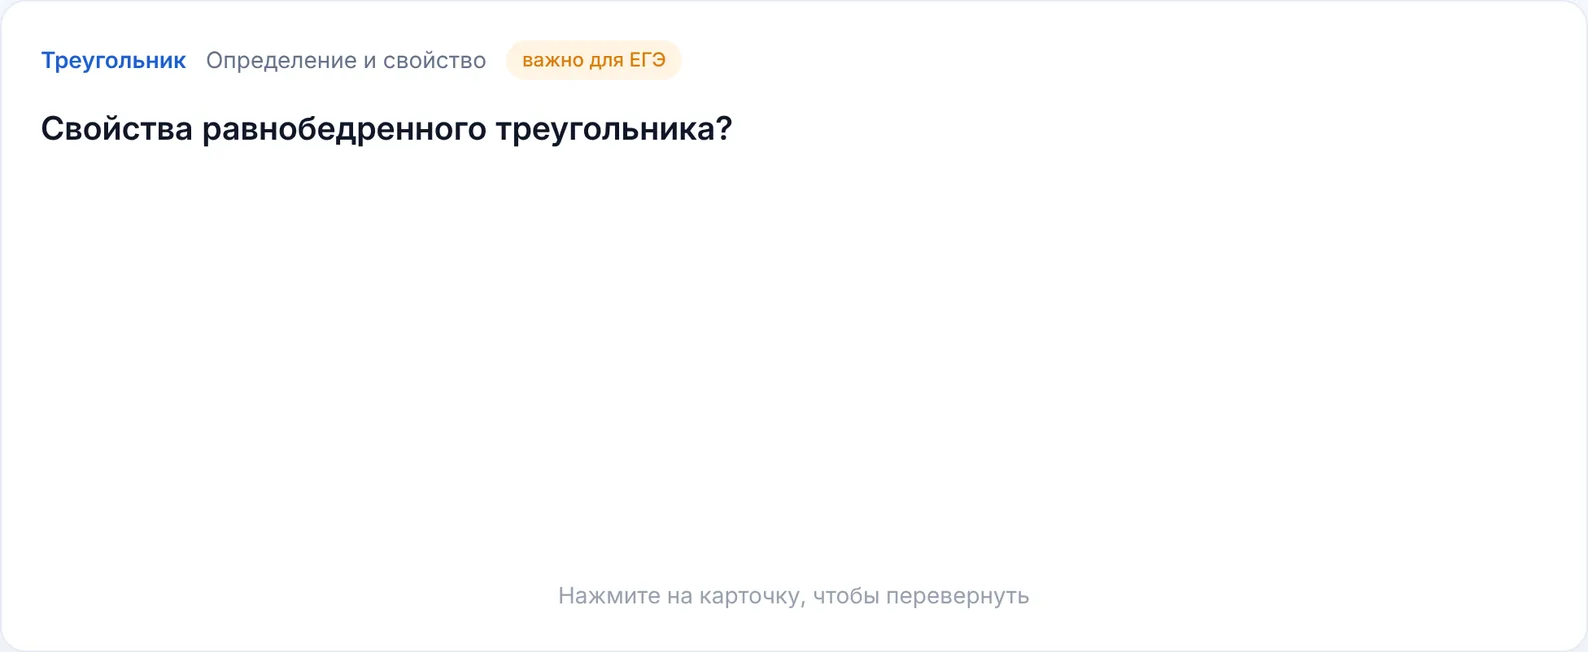 Треугольник Определение и свойство важно для ЕГЭ
Свойства равнобедренного треугольника?
Нажмите на карточку, чтобы перевернуть